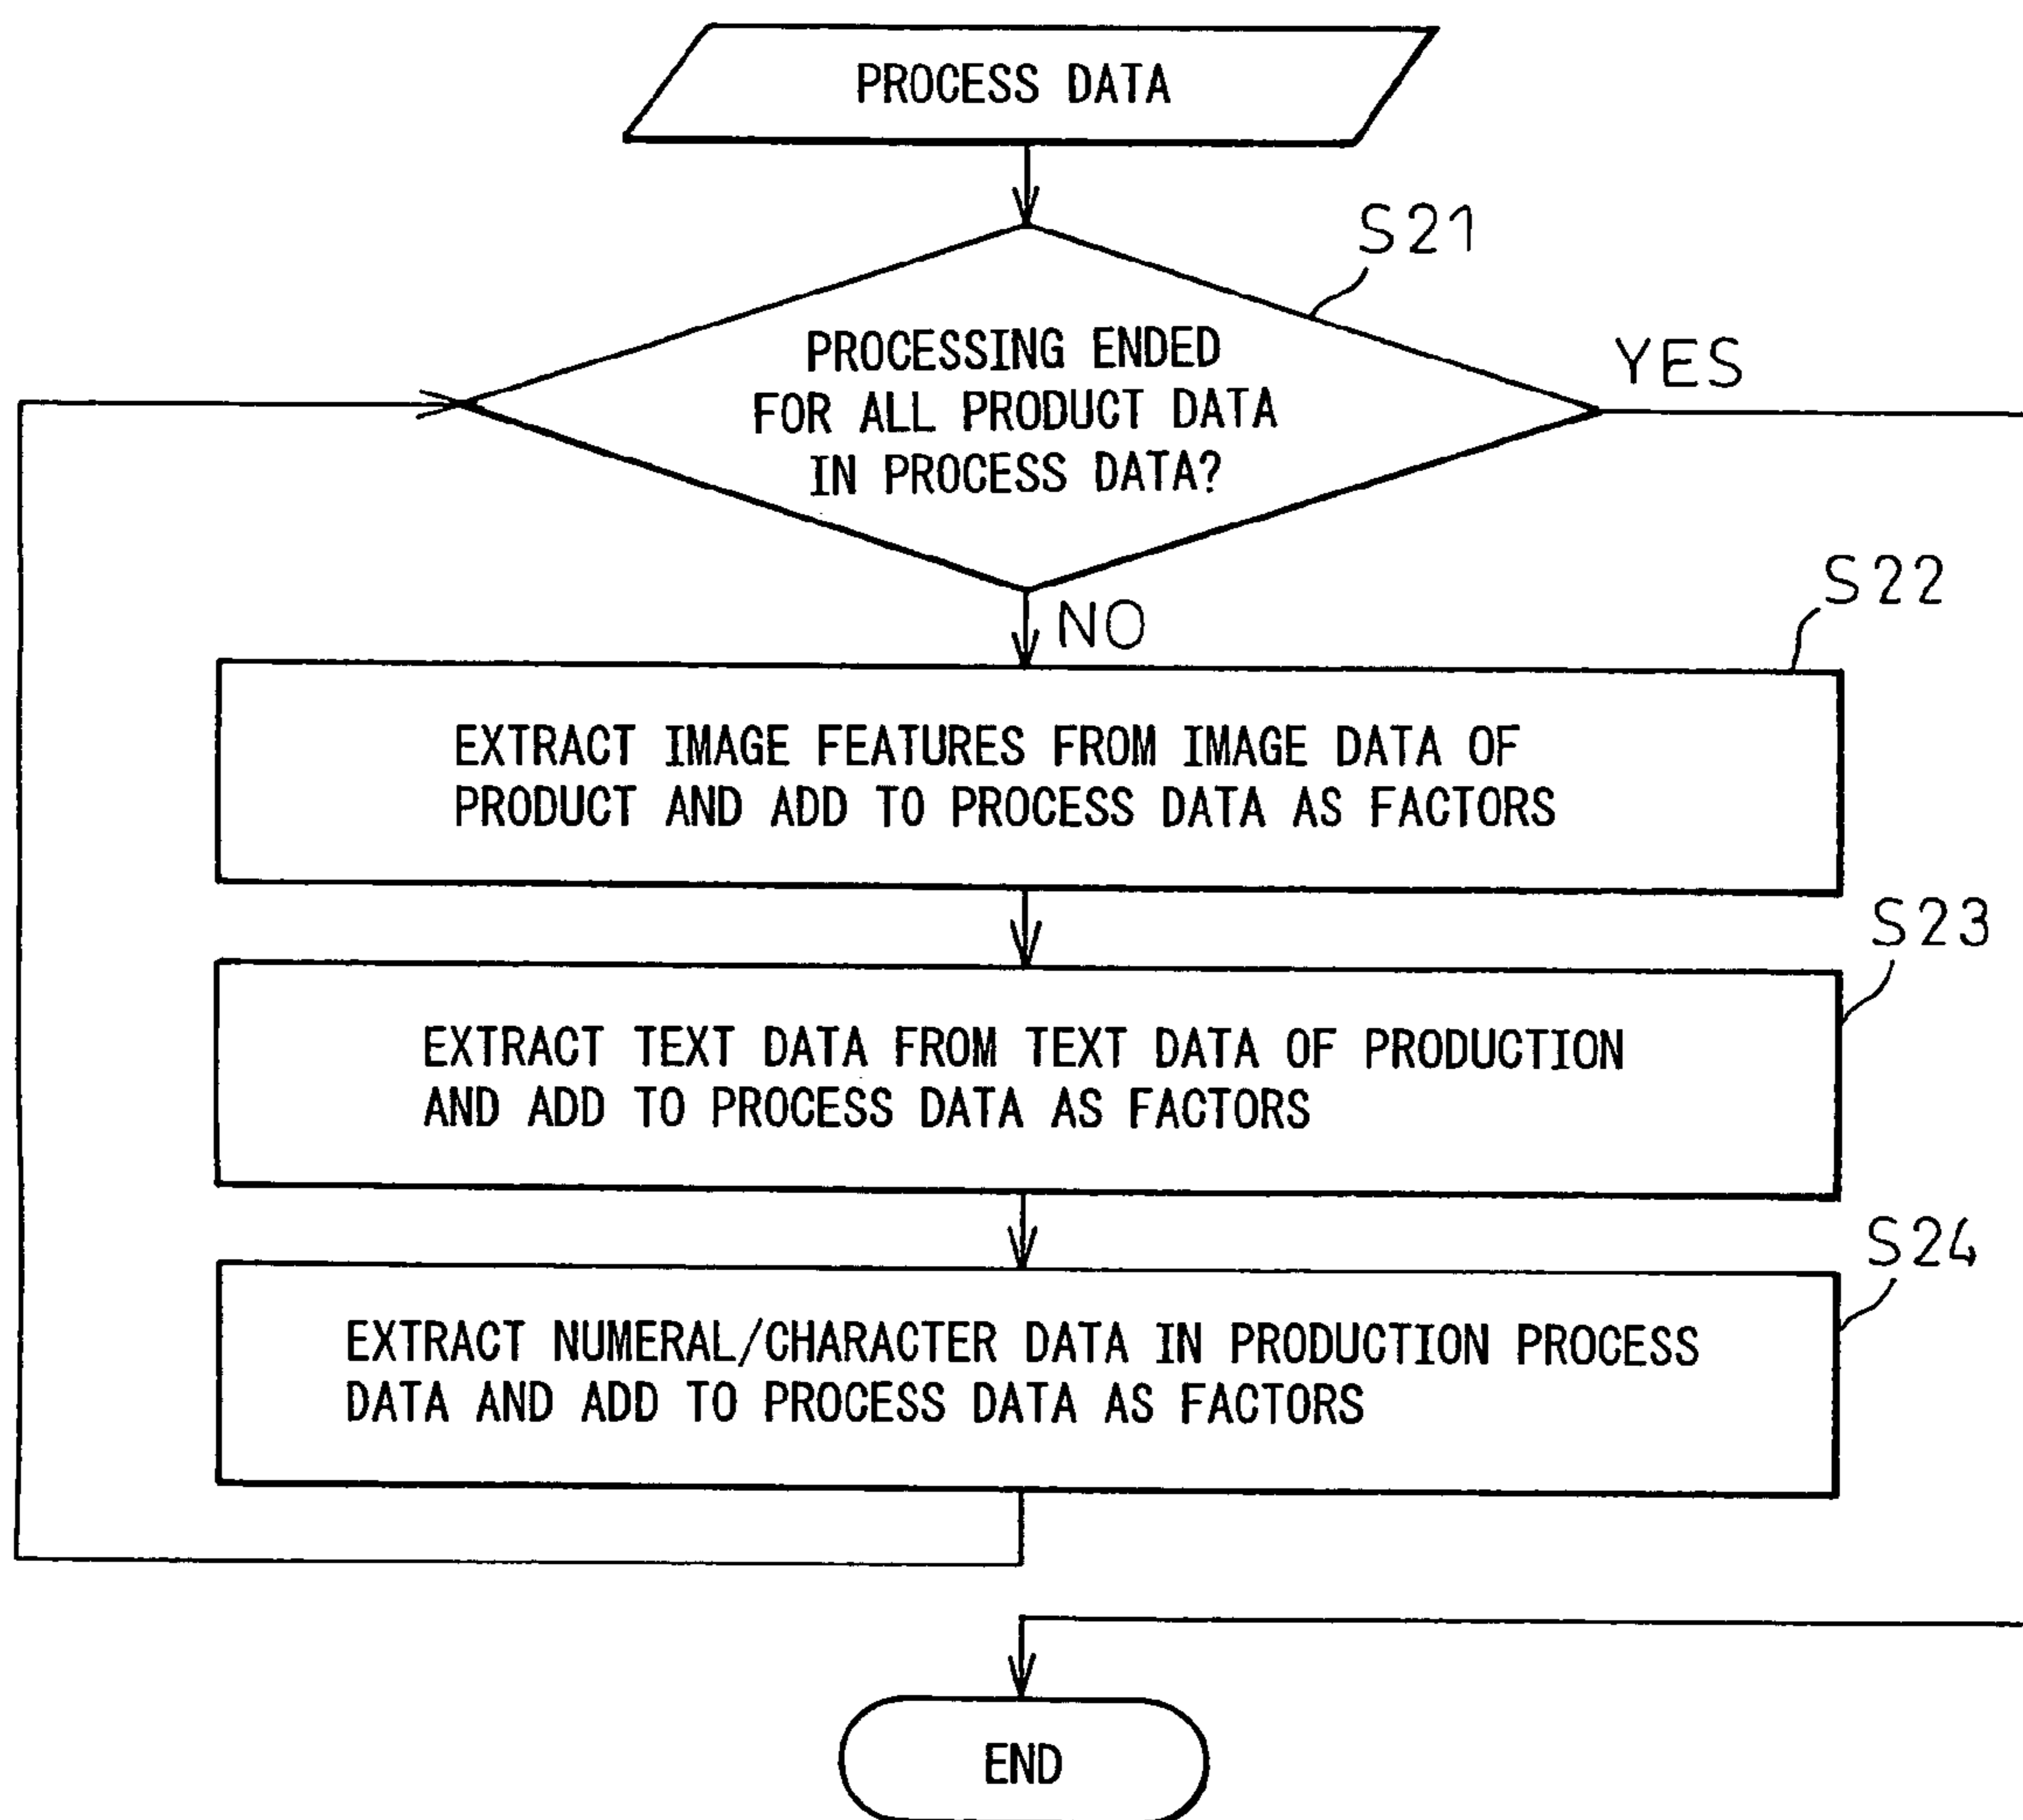 PROCESS DATA
S21
PROCESSING ENDED
FOR ALL PRODUCT DATA
IN PROCESS DATA?
YES
NO
S22
EXTRACT IMAGE FEATURES FROM IMAGE DATA OF
PRODUCT AND ADD TO PROCESS DATA AS FACTORS
S23
EXTRACT TEXT DATA FROM TEXT DATA OF PRODUCTION
AND ADD TO PROCESS DATA AS FACTORS
S24
EXTRACT NUMERAL/CHARACTER DATA IN PRODUCTION PROCESS
DATA AND ADD TO PROCESS DATA AS FACTORS
END